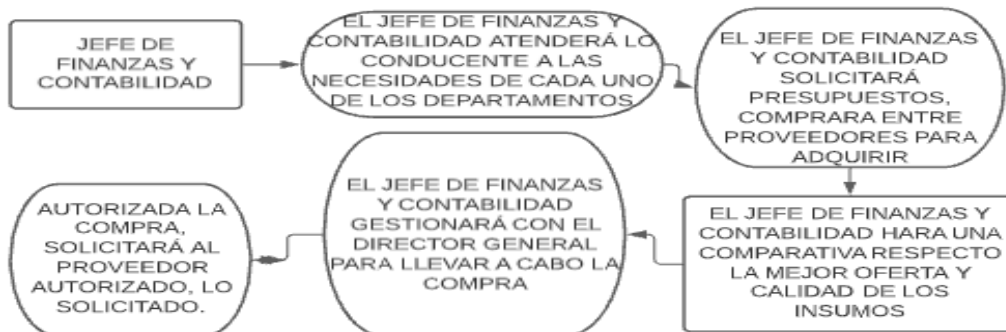 JEFE DE
FINANZAS Y
CONTABILIDAD
EL JEFE DE FINANZAS Y
CONTABILIDAD ATENDERÁ LO
CONDUCENTE A LAS
NECESIDADES DE CADA UNO
DE LOS DEPARTAMENTOS
EL JEFE DE FINANZAS
Y CONTABILIDAD
SOLICITARÁ
PRESUPUESTOS,
COMPRARA ENTRE
PROVEEDORES PARA
ADQUIRIR
EL JEFE DE FINANZAS Y
CONTABILIDAD HARA UNA
COMPARATIVA RESPECTO
LA MEJOR OFERTA Y
CALIDAD DE LOS
INSUMOS
EL JEFE DE FINANZAS
Y CONTABILIDAD
GESTIONARÁ CON EL
DIRECTOR GENERAL
PARA LLEVAR A CABO LA
COMPRA
AUTORIZADA LA
COMPRA,
SOLICITARÁ AL
PROVEEDOR
AUTORIZADO, LO
SOLICITADO.